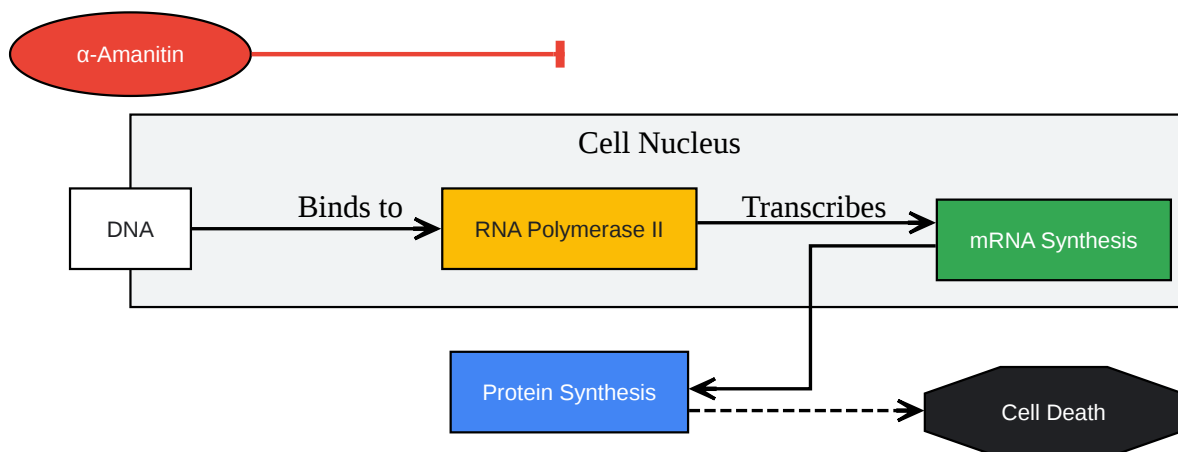 α-Amanitin
Cell Nucleus
DNA
Binds to
RNA Polymerase II
Transcribes
mRNA Synthesis
Protein Synthesis
Cell Death